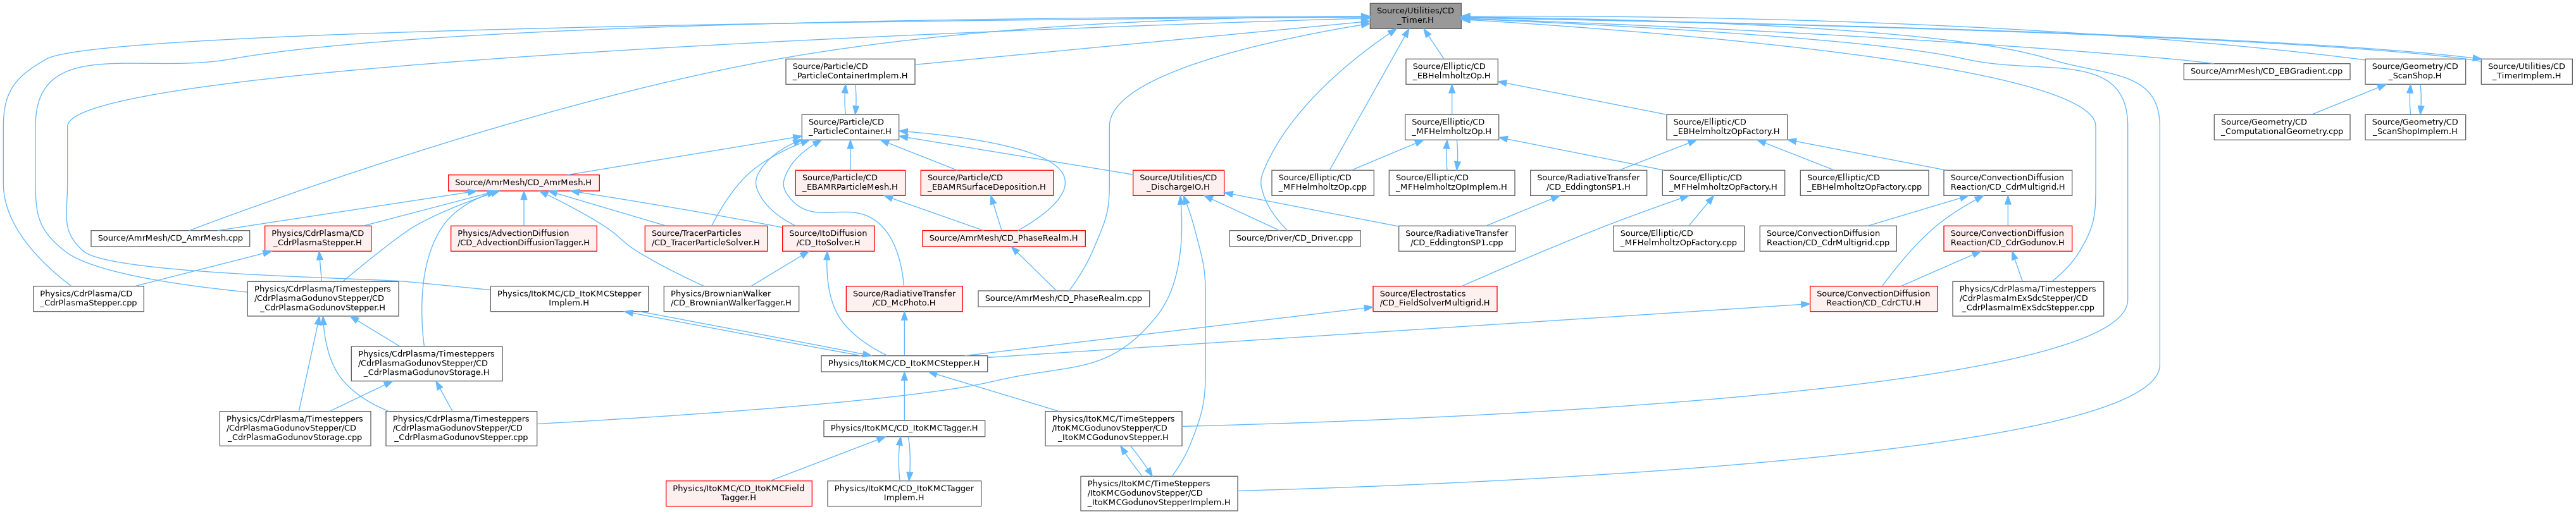 Source/Utilities/CD
_Timer.H
Source/Particle/CD
_ParticleContainerImplem.H
Source/Elliptic/CD
_EBHelmholtzOp.H
Source/AmrMesh/CD_EBGradient.cpp
Source/Geometry/CD
_ScanShop.H
Source/Utilities/CD
_TimerImplem.H
Source/Particle/CD
_ParticleContainer.H
Source/Elliptic/CD
_MFHelmholtzOp.H
Source/Elliptic/CD
_EBHelmholtzOpFactory.H
Source/Geometry/CD
_ComputationalGeometry.cpp
Source/Geometry/CD
_ScanShopImplem.H
Source/AmrMesh/CD_AmrMesh.H
Source/Particle/CD
_EBAMRParticleMesh.H
Source/Particle/CD
_EBAMRSurfaceDeposition.H
Source/Utilities/CD
_DischargeIO.H
Source/Elliptic/CD
_MFHelmholtzOp.cpp
Source/Elliptic/CD
_MFHelmholtzOpImplem.H
Source/RadiativeTransfer
/CD_EddingtonSP1.H
Source/Elliptic/CD
_MFHelmholtzOpFactory.H
Source/Elliptic/CD
_EBHelmholtzOpFactory.cpp
Source/ConvectionDiffusion
Reaction/CD_CdrMultigrid.H
Source/AmrMesh/CD_AmrMesh.cpp
Physics/CdrPlasma/CD
_CdrPlasmaStepper.H
Physics/AdvectionDiffusion
/CD_AdvectionDiffusionTagger.H
Source/TracerParticles
/CD_TracerParticleSolver.H
Source/ItoDiffusion
/CD_ItoSolver.H
Source/AmrMesh/CD_PhaseRealm.H
Source/Driver/CD_Driver.cpp
Source/RadiativeTransfer
/CD_EddingtonSP1.cpp
Source/Elliptic/CD
_MFHelmholtzOpFactory.cpp
Source/ConvectionDiffusion
Reaction/CD_CdrMultigrid.cpp
Source/ConvectionDiffusion
Reaction/CD_CdrGodunov.H
Physics/CdrPlasma/CD
_CdrPlasmaStepper.cpp
Physics/CdrPlasma/Timesteppers
/CdrPlasmaGodunovStepper/CD
_CdrPlasmaGodunovStepper.H
Physics/ItoKMC/CD_ItoKMCStepper
Implem.H
Physics/BrownianWalker
/CD_BrownianWalkerTagger.H
Source/RadiativeTransfer
/CD_McPhoto.H
Source/AmrMesh/CD_PhaseRealm.cpp
Source/Electrostatics
/CD_FieldSolverMultigrid.H
Source/ConvectionDiffusion
Reaction/CD_CdrCTU.H
Physics/CdrPlasma/Timesteppers
/CdrPlasmaImExSdcStepper/CD
_CdrPlasmaImExSdcStepper.cpp
Physics/CdrPlasma/Timesteppers
/CdrPlasmaGodunovStepper/CD
_CdrPlasmaGodunovStorage.H
Physics/ItoKMC/CD_ItoKMCStepper.H
Physics/CdrPlasma/Timesteppers
/CdrPlasmaGodunovStepper/CD
_CdrPlasmaGodunovStorage.cpp
Physics/CdrPlasma/Timesteppers
/CdrPlasmaGodunovStepper/CD
_CdrPlasmaGodunovStepper.cpp
Physics/ItoKMC/CD_ItoKMCTagger.H
Physics/ItoKMC/TimeSteppers
/ItoKMCGodunovStepper/CD
_ItoKMCGodunovStepper.H
Physics/ItoKMC/CD_ItoKMCField
Tagger.H
Physics/ItoKMC/CD_ItoKMCTagger
Implem.H
Physics/ItoKMC/TimeSteppers
/ItoKMCGodunovStepper/CD
_ItoKMCGodunovStepperImplem.H